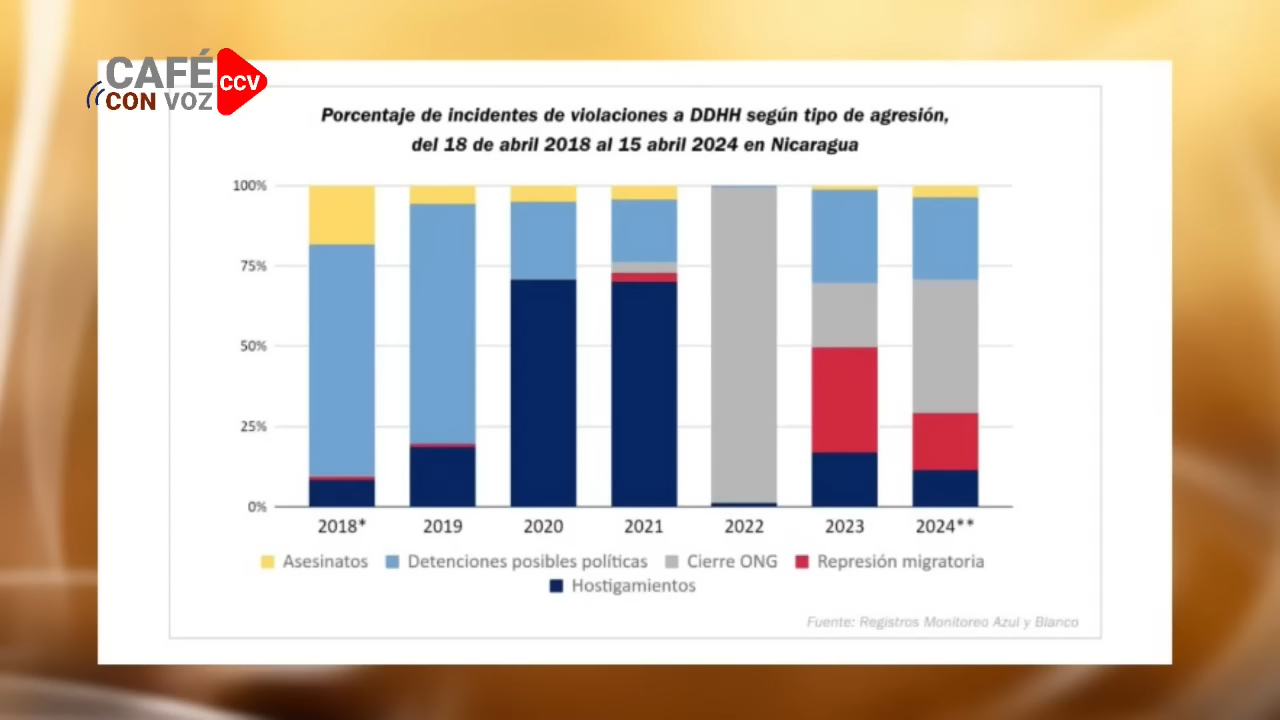 CAFÉ
CON VOZ
CCV
Porcentaje de incidentes de violaciones a DDHH según tipo de agresión,
del 18 de abril 2018 al 15 abril 2024 en Nicaragua
100%
75%
50%
25%
0%
2018* 2019 2020 2021 2022 2023 2024**
Asesinatos Detenciones posibles políticas Cierre ONG Represión migratoria
Hostigamientos
Fuente: Registros Monitoreo Azul y Blanco